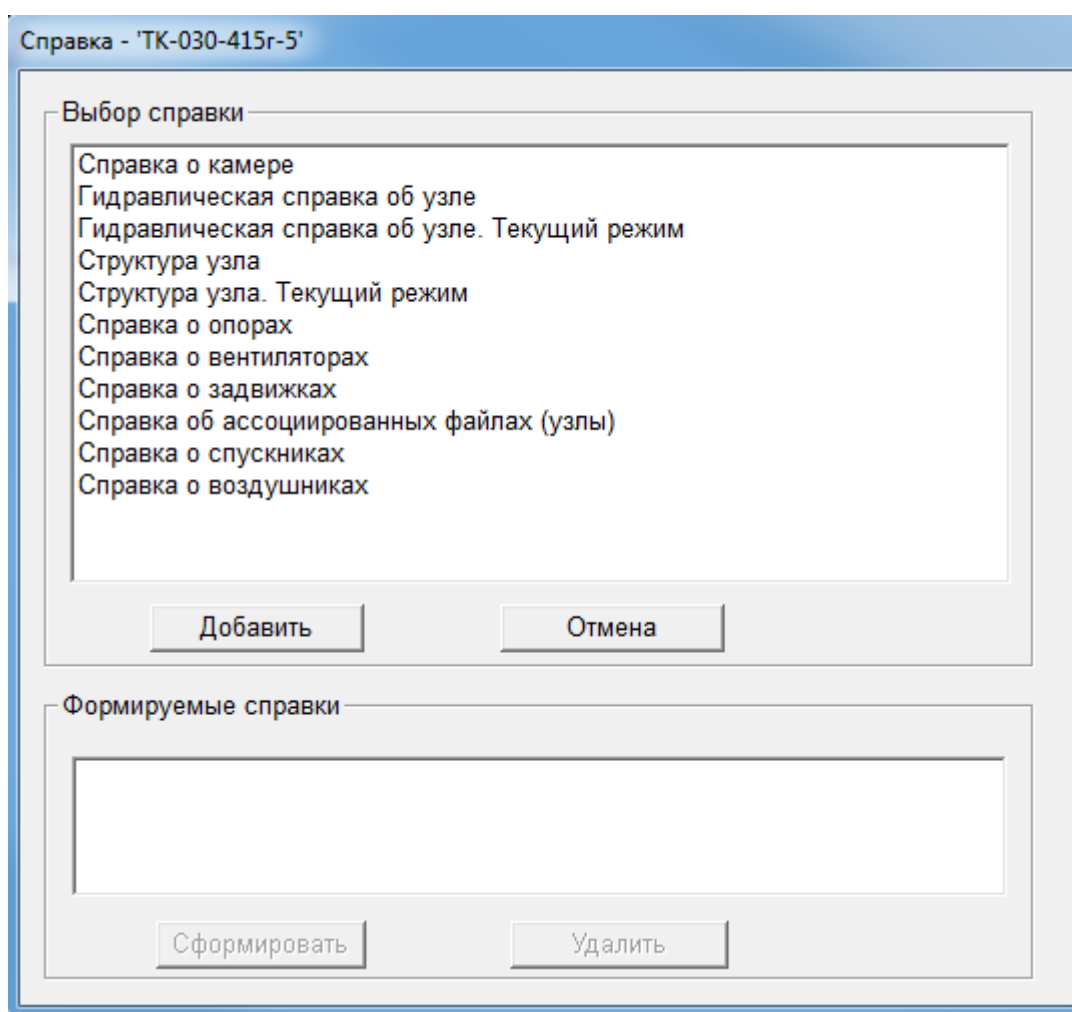 Справка - 'ТК-030-415г-5'
Выбор справки
Справка о камере
Гидравлическая справка об узле
Гидравлическая справка об узле. Текущий режим
Структура узла
Структура узла. Текущий режим
Справка о опорах
Справка о вентиляторах
Справка о задвижках
Справка об ассоциированных файлах (узлы)
Справка о спускниках
Справка о воздушниках
Добавить Отмена
Формируемые справки
Сформировать Удалить